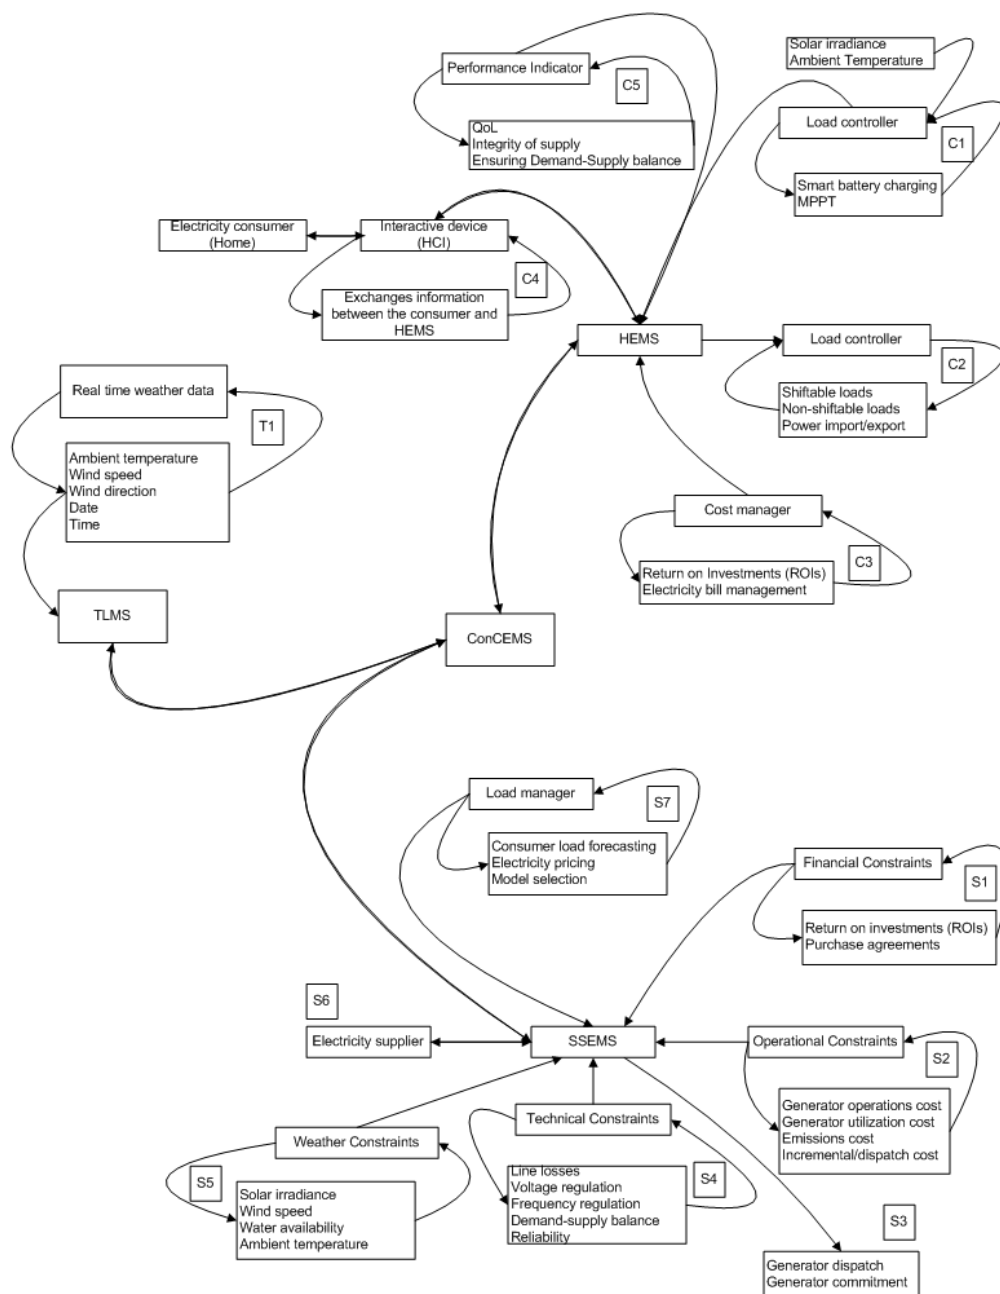 Solar irradiance
Ambient Temperature
Performance Indicator
C5
Load controller
C1
QoL
Integrity of supply
Ensuring Demand-Supply balance
Smart battery charging
MPPT
Electricity consumer
(Home)
Interactive device
(HCI)
C4
Exchanges information
between the consumer and
HEMS
HEMS
Load controller
C2
Shiftable loads
Non-shiftable loads
Power import/export
Real time weather data
T1
Ambient temperature
Wind speed
Wind direction
Date
Time
Cost manager
C3
Return on Investments (ROIs)
Electricity bill management
TLMS
ConCEMS
Load manager
S7
Consumer load forecasting
Electricity pricing
Model selection
Financial Constraints
S1
Return on investments (ROIs)
Purchase agreements
S6
Electricity supplier
SSEMS
Operational Constraints
S2
Generator operations cost
Generator utilization cost
Emissions cost
Incremental/dispatch cost
Technical Constraints
Weather Constraints
S5
Solar irradiance
Wind speed
Water availability
Ambient temperature
Line losses
Voltage regulation
Frequency regulation
Demand-supply balance
Reliability
S4
S3
Generator dispatch
Generator commitment